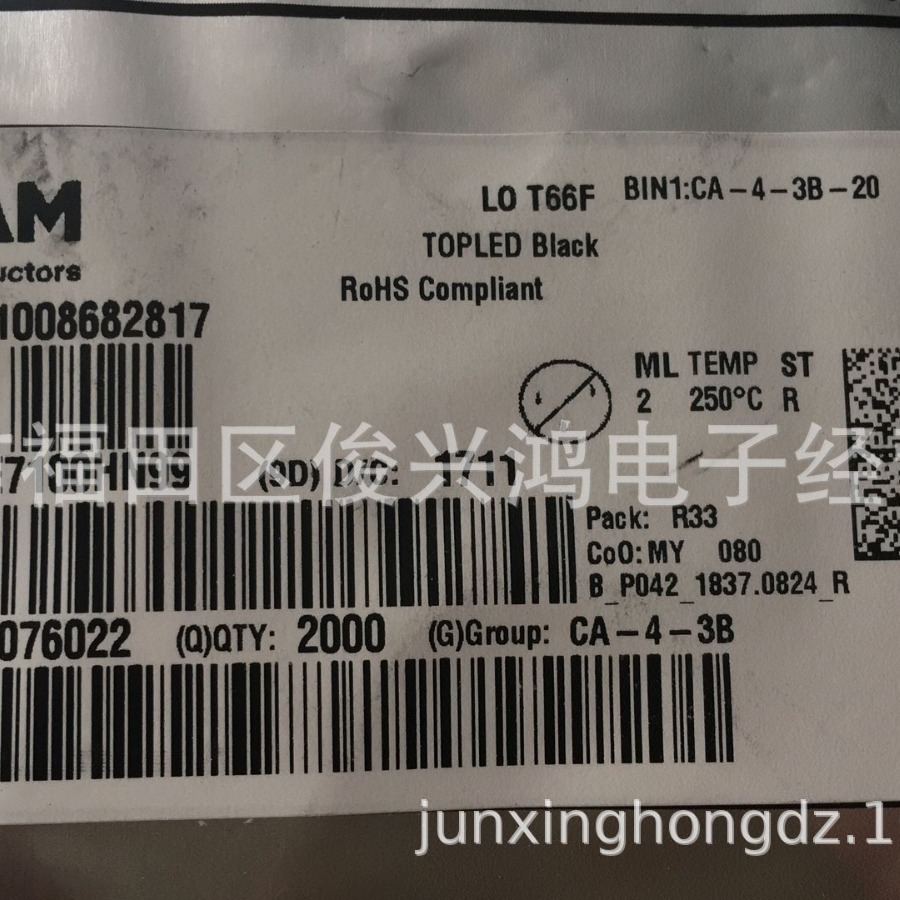 AM
LO T66F BIN1:CA-4-3B-20
uctors
TOPLED Black
RoHS Compliant
1008682817
ML TEMP ST
2 250°C R
福田区俊兴鸿电子经
(9D) D/C: 1711
Pack: R33
CoO: MY 080
B_P042_1837.0824_R
076022 (Q)QTY: 2000 (G)Group: CA-4-3B
junxinghongdz.1